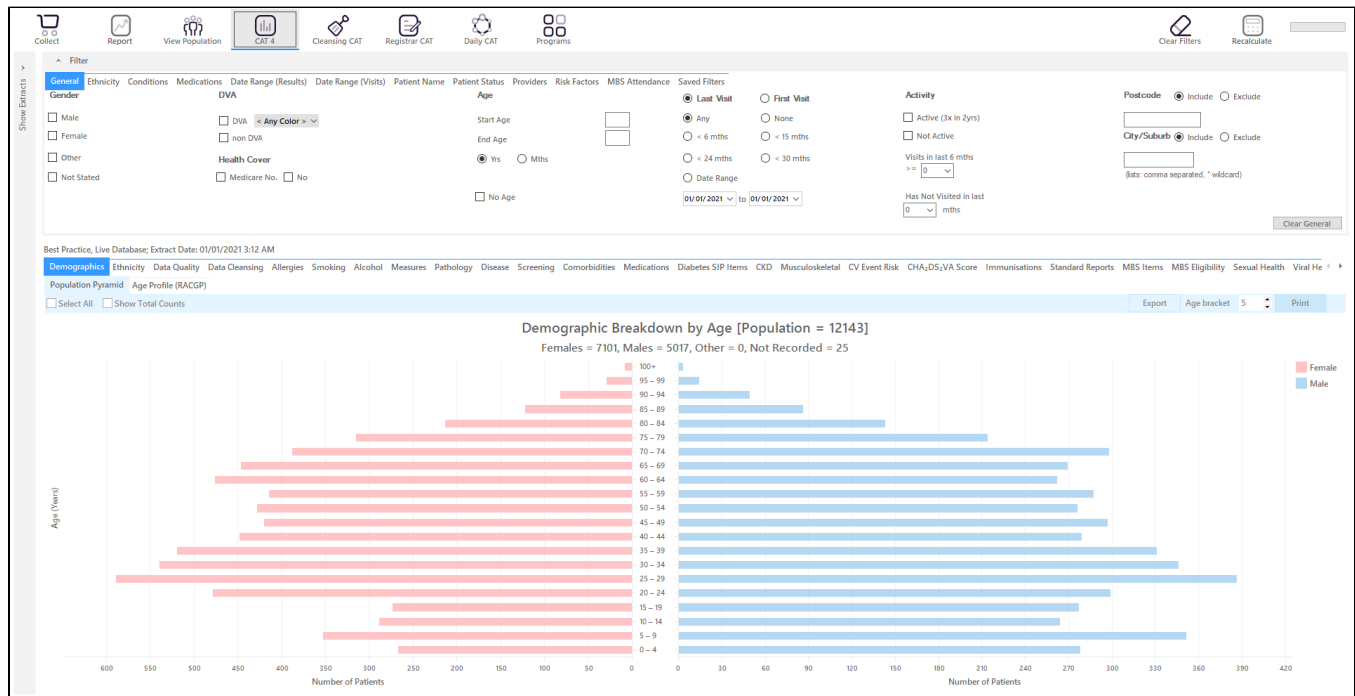 Collect Report View Population CAT 4 Cleansing CAT Registrar CAT Daily CAT Programs Clear Filters Recalculate
Show Extracts
Filter
General Ethnicity Conditions Medications Date Range (Results) Date Range (Visits) Patient Name Patient Status Providers Risk Factors MBS Attendance Saved Filters
Gender DVA Age Last Visit First Visit Activity Postcode Include Exclude
Male DVA < Any Color > Start Age Any None Active (3x in 2yrs)
Female non DVA End Age < 6 mths < 15 mths Not Active City/Suburb Include Exclude
Other Health Cover Yrs Mths < 24 mths < 30 mths Visits in last 6 mths
Not Stated Medicare No. No Date Range >= 0 (lists: comma separated, * wildcard)
No Age 01/01/2021 to 01/01/2021 Has Not Visited in last
0 mths
Clear General
Best Practice, Live Database; Extract Date: 01/01/2021 3:12 AM
Demographics Ethnicity Data Quality Data Cleansing Allergies Smoking Alcohol Measures Pathology Disease Screening Comorbidities Medications Diabetes SIP Items CKD Musculoskeletal CV Event Risk CHA₂DS₂VA Score Immunisations Standard Reports MBS Items MBS Eligibility Sexual Health Viral He
Population Pyramid Age Profile (RACGP)
Select All Show Total Counts Export Age bracket 5 Print
Demographic Breakdown by Age [Population = 12143]
Females = 7101, Males = 5017, Other = 0, Not Recorded = 25
Female
Male
Age (Years)
100+
95 – 99
90 – 94
85 – 89
80 – 84
75 – 79
70 – 74
65 – 69
60 – 64
55 – 59
50 – 54
45 – 49
40 – 44
35 – 39
30 – 34
25 – 29
20 – 24
15 – 19
10 – 14
5 – 9
0 – 4
600 550 500 450 400 350 300 250 200 150 100 50 0 0 30 60 90 120 150 180 210 240 270 300 330 360 390 420
Number of Patients Number of Patients